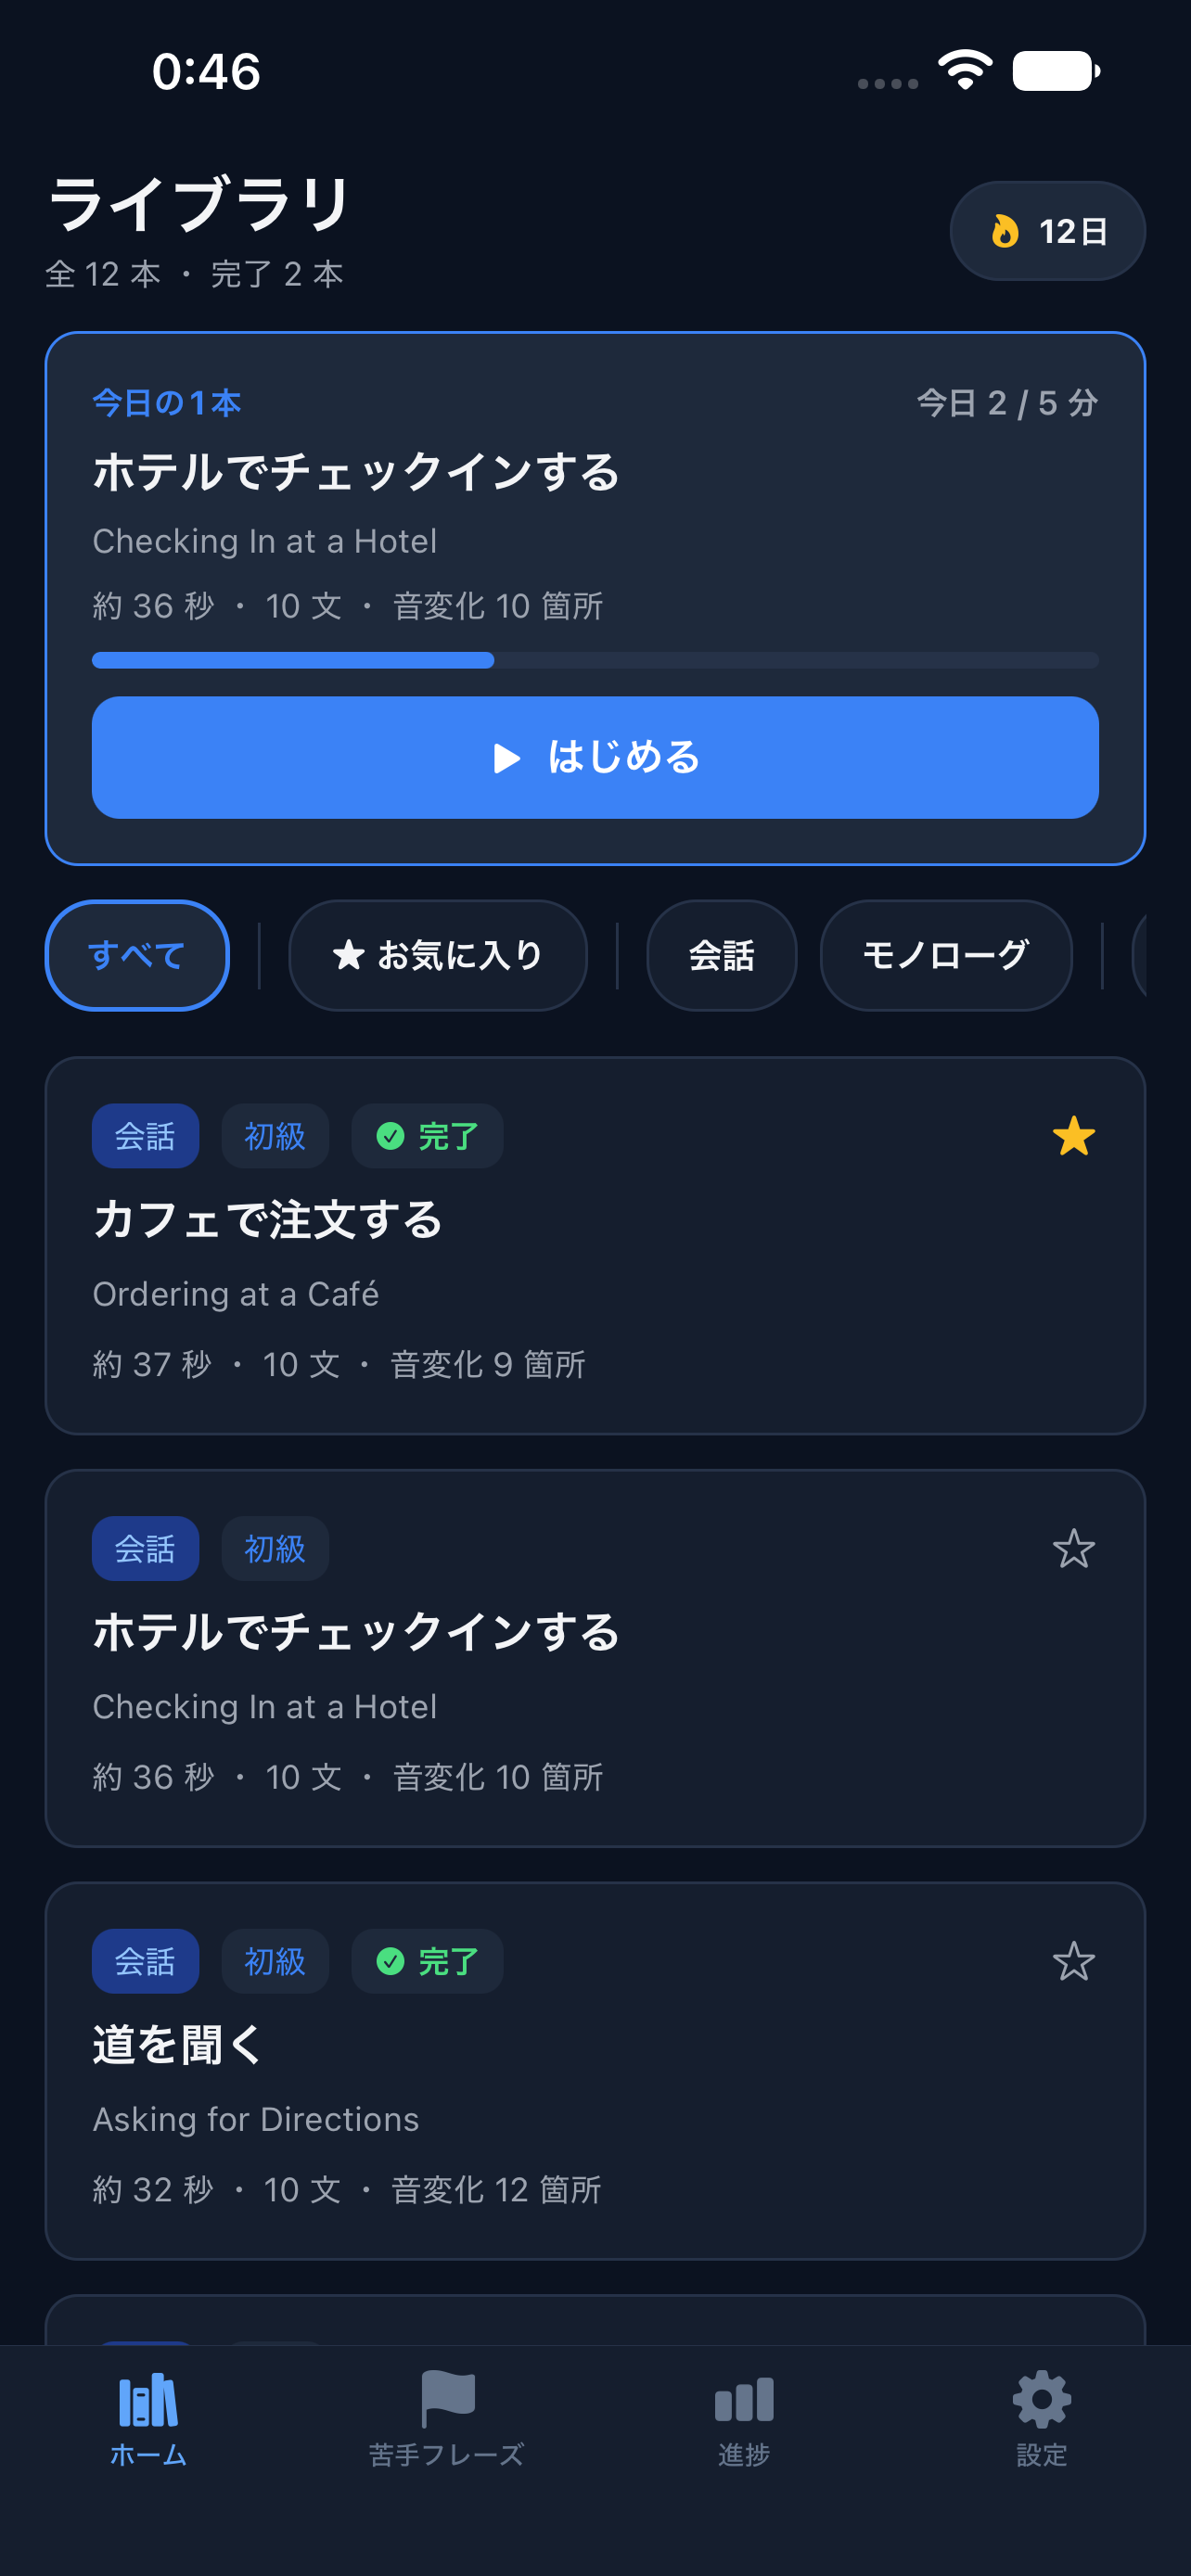 0:46
ライブラリ
全 12 本 ・ 完了 2 本
12日
今日の1本
今日 2 / 5 分
ホテルでチェックインする
Checking In at a Hotel
約 36 秒 ・ 10 文 ・ 音変化 10 箇所
はじめる
すべて
お気に入り
会話
モノローグ
会話 初級 完了
カフェで注文する
Ordering at a Café
約 37 秒 ・ 10 文 ・ 音変化 9 箇所
会話 初級
ホテルでチェックインする
Checking In at a Hotel
約 36 秒 ・ 10 文 ・ 音変化 10 箇所
会話 初級 完了
道を聞く
Asking for Directions
約 32 秒 ・ 10 文 ・ 音変化 12 箇所
ホーム
苦手フレーズ
進捗
設定